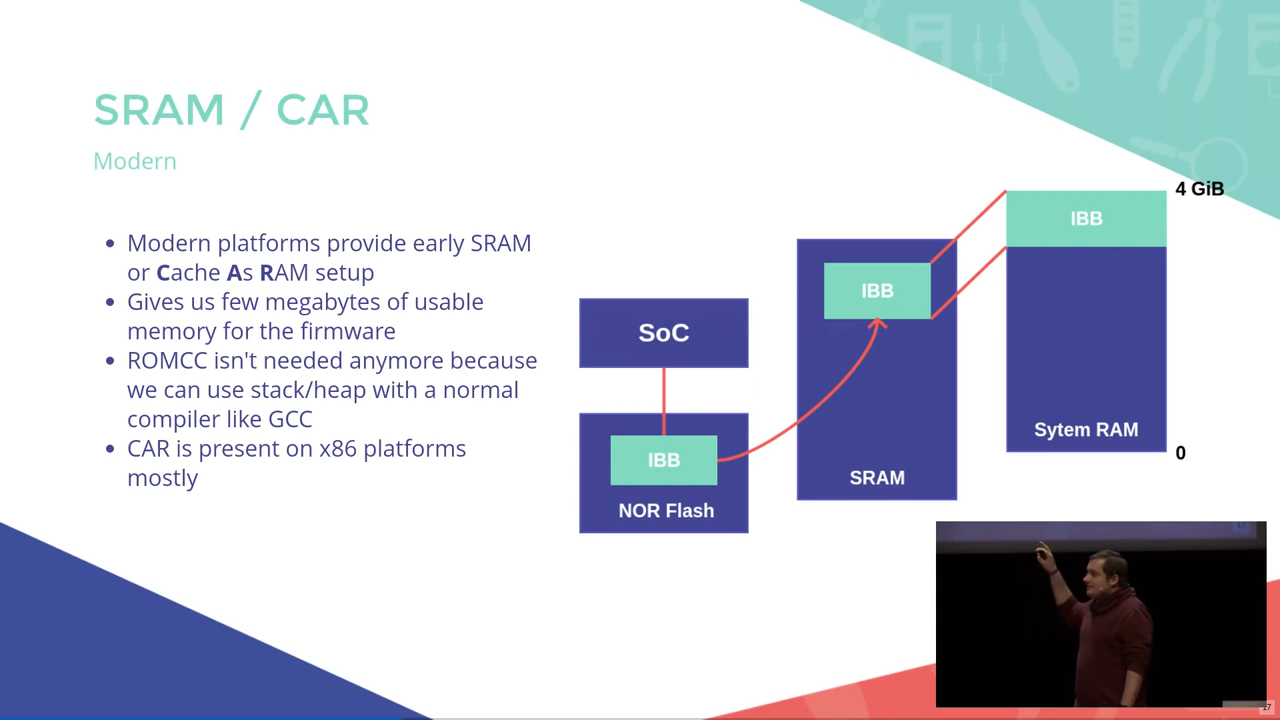 SRAM / CAR
Modern
Modern platforms provide early SRAM
or Cache As RAM setup
Gives us few megabytes of usable
memory for the firmware
ROMCC isn't needed anymore because
we can use stack/heap with a normal
compiler like GCC
CAR is present on x86 platforms
mostly
SoC
IBB
NOR Flash
IBB
SRAM
4 GiB
IBB
Sytem RAM
0
17